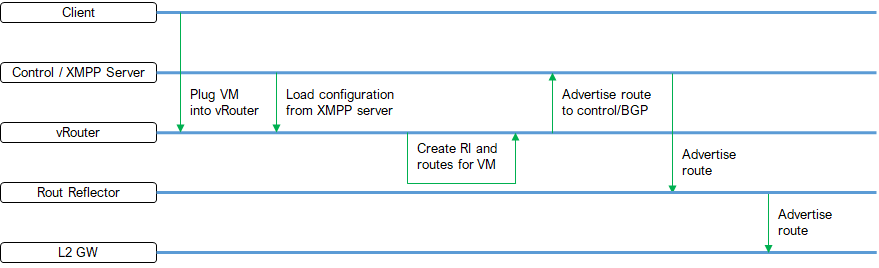 Client
Control / XMPP Server
Plug VM
into vRouter
Load configuration
from XMPP server
Advertise route
to control/BGP
vRouter
Create RI and
routes for VM
Advertise
route
Rout Reflector
Advertise
route
L2 GW